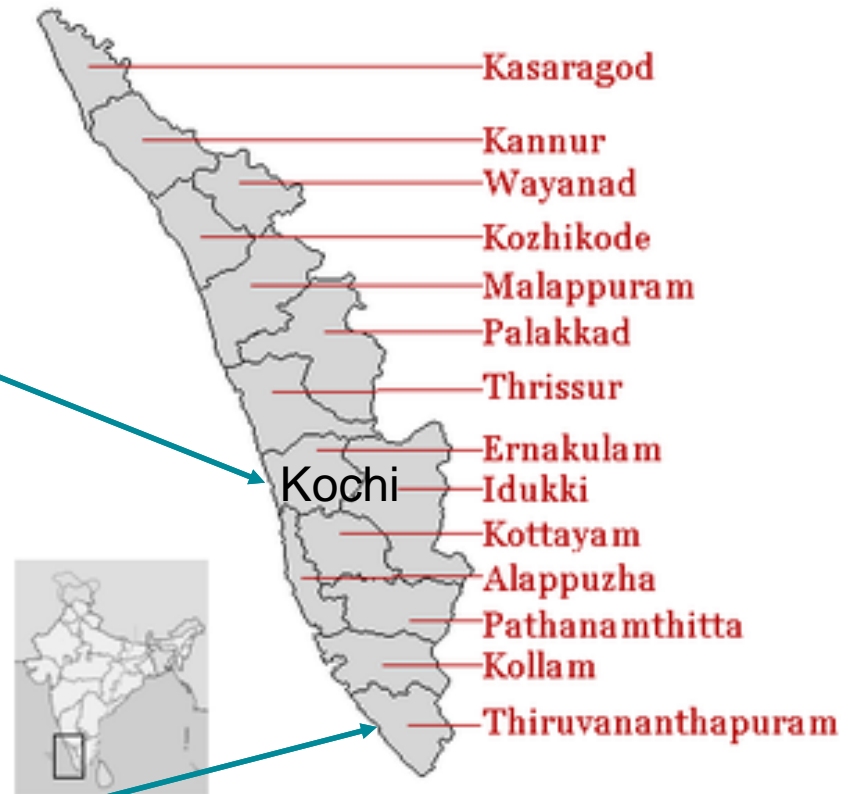 Kasaragod
Kannur
Wayanad
Kozhikode
Malappuram
Palakkad
Thrissur
Ernakulam
Kochi
Idukki
Kottayam
Alappuzha
Pathanamthitta
Kollam
Thiruvananthapuram